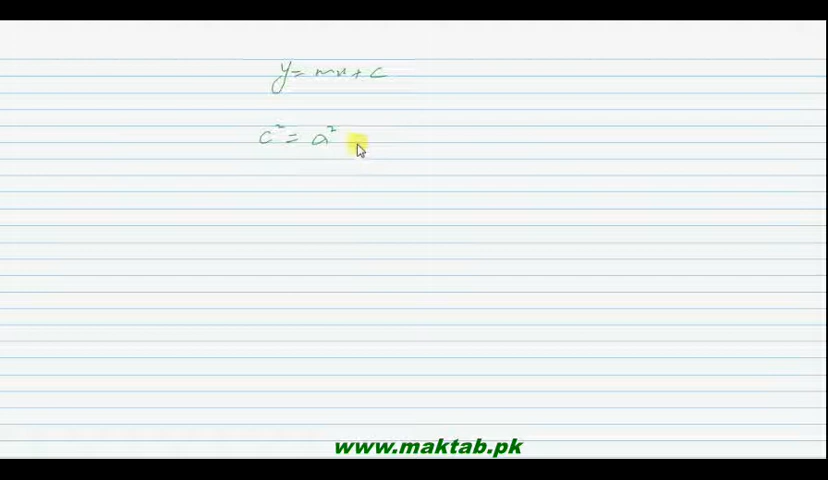 y = mx + c
c² = a²
www.maktab.pk